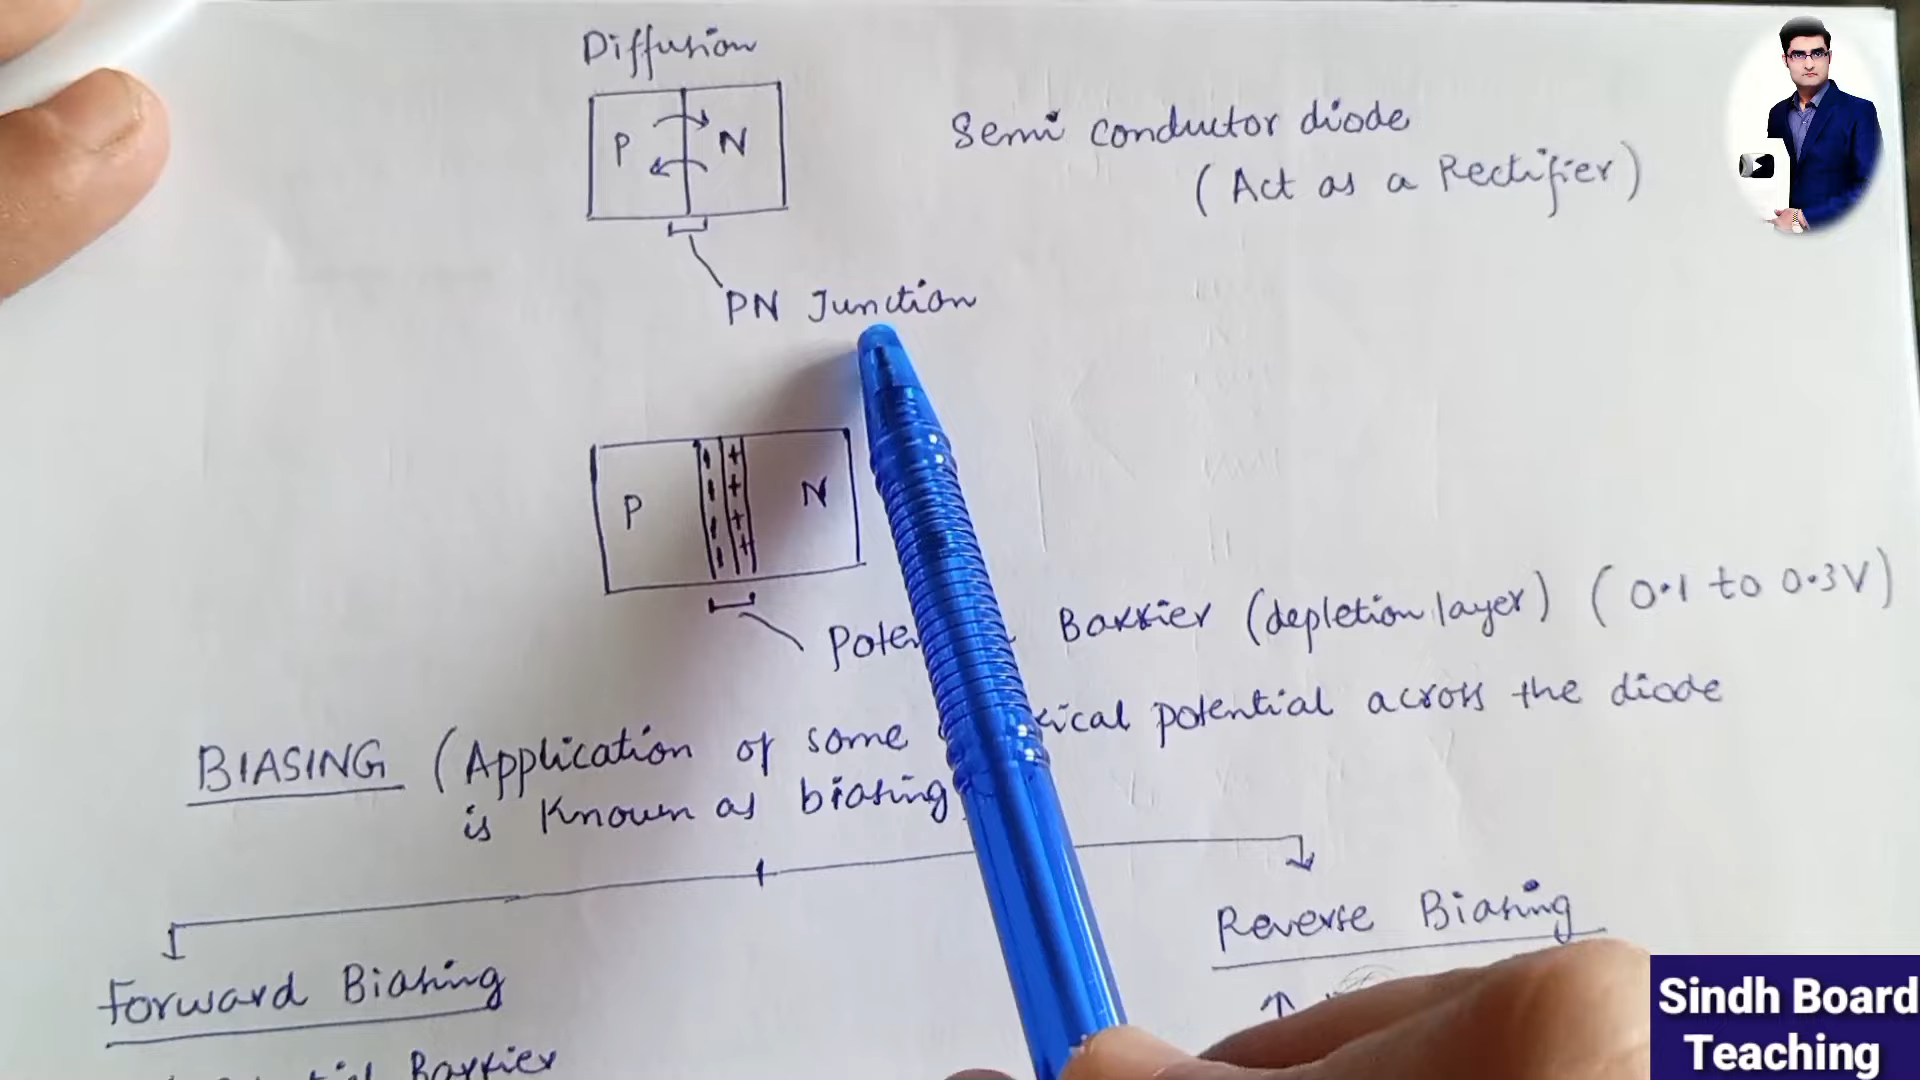 Diffusion
P N
Semi conductor diode
(Act as a Rectifier)
PN Junction
P N
+
+
+
+
Barrier (depletion layer) (0.1 to 0.3V)
BIASING (Application of some potential across the diode
is Known as biasing
Reverse Biasing
Forward Biasing
Barrier
Sindh Board
Teaching